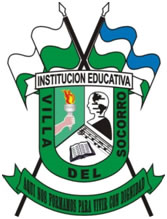 INSTITUCION EDUCATIVA
VILLA
DEL
SOCORRO
AQUI NOS FORMAMOS PARA VIVIR CON DIGNIDAD